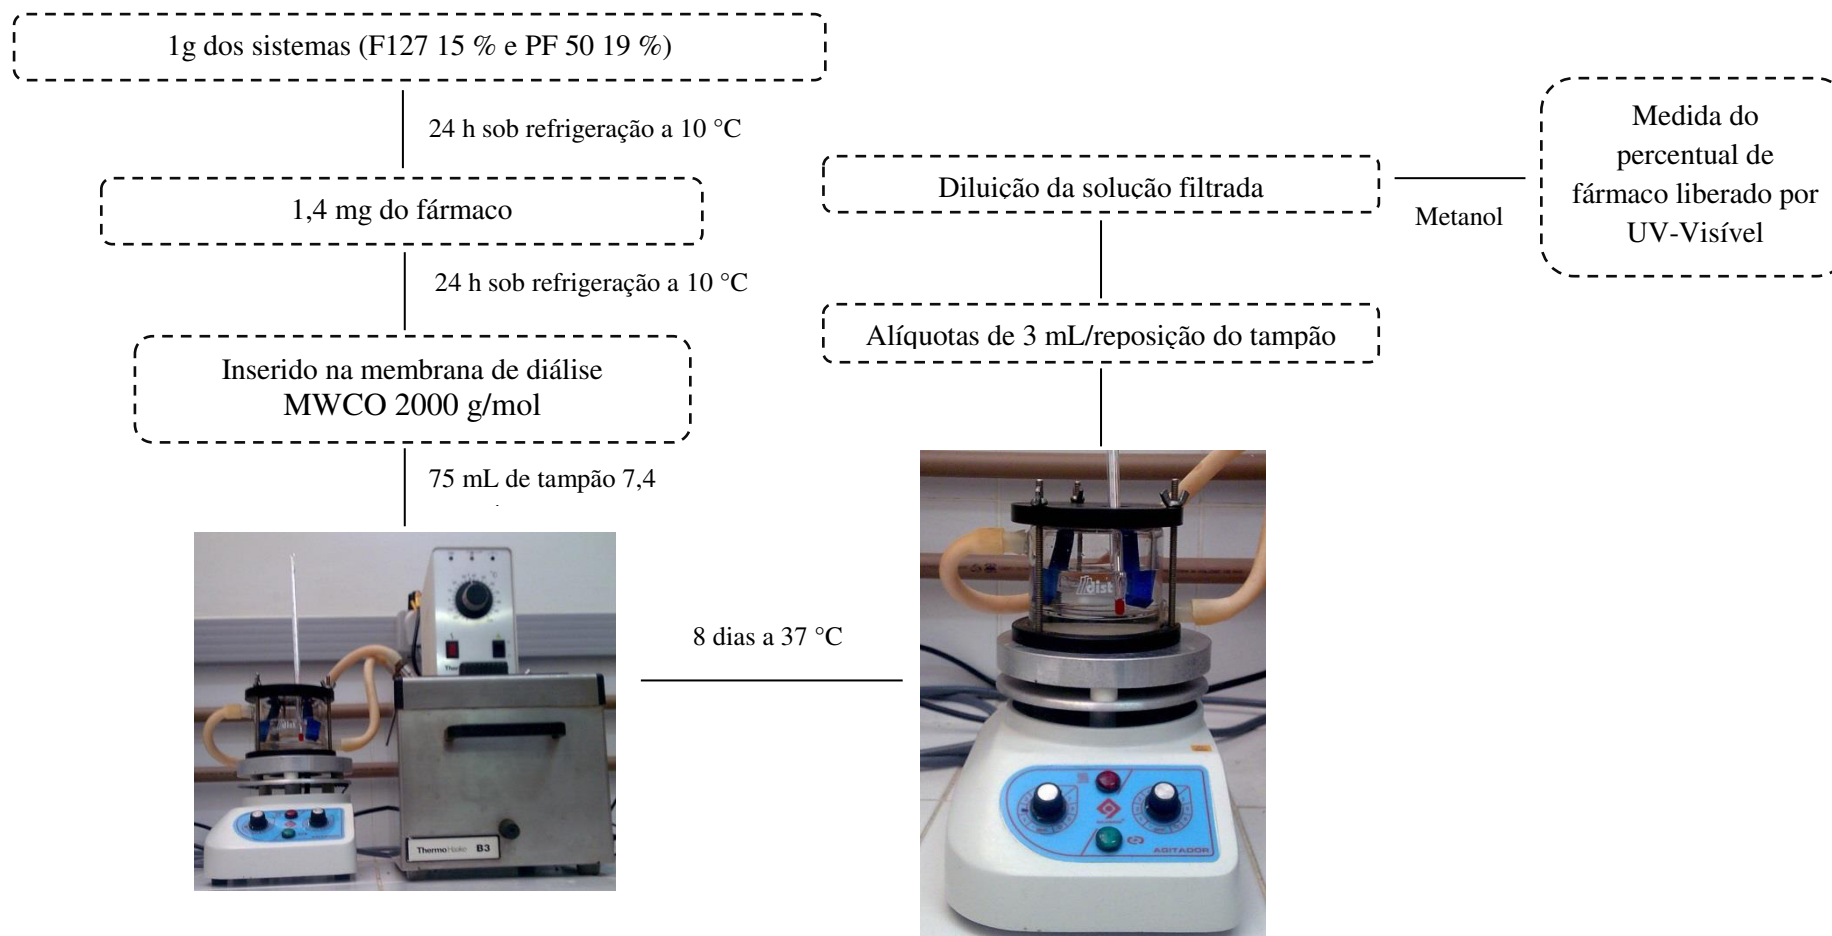 1g dos sistemas (F127 15 % e PF 50 19 %)
24 h sob refrigeração a 10 °C
1,4 mg do fármaco
24 h sob refrigeração a 10 °C
Inserido na membrana de diálise
MWCO 2000 g/mol
75 mL de tampão 7,4
Thermo Haake B3
8 dias a 37 °C
dist
AGITADOR
Alíquotas de 3 mL/reposição do tampão
Diluição da solução filtrada
Metanol
Medida do
percentual de
fármaco liberado por
UV-Visível